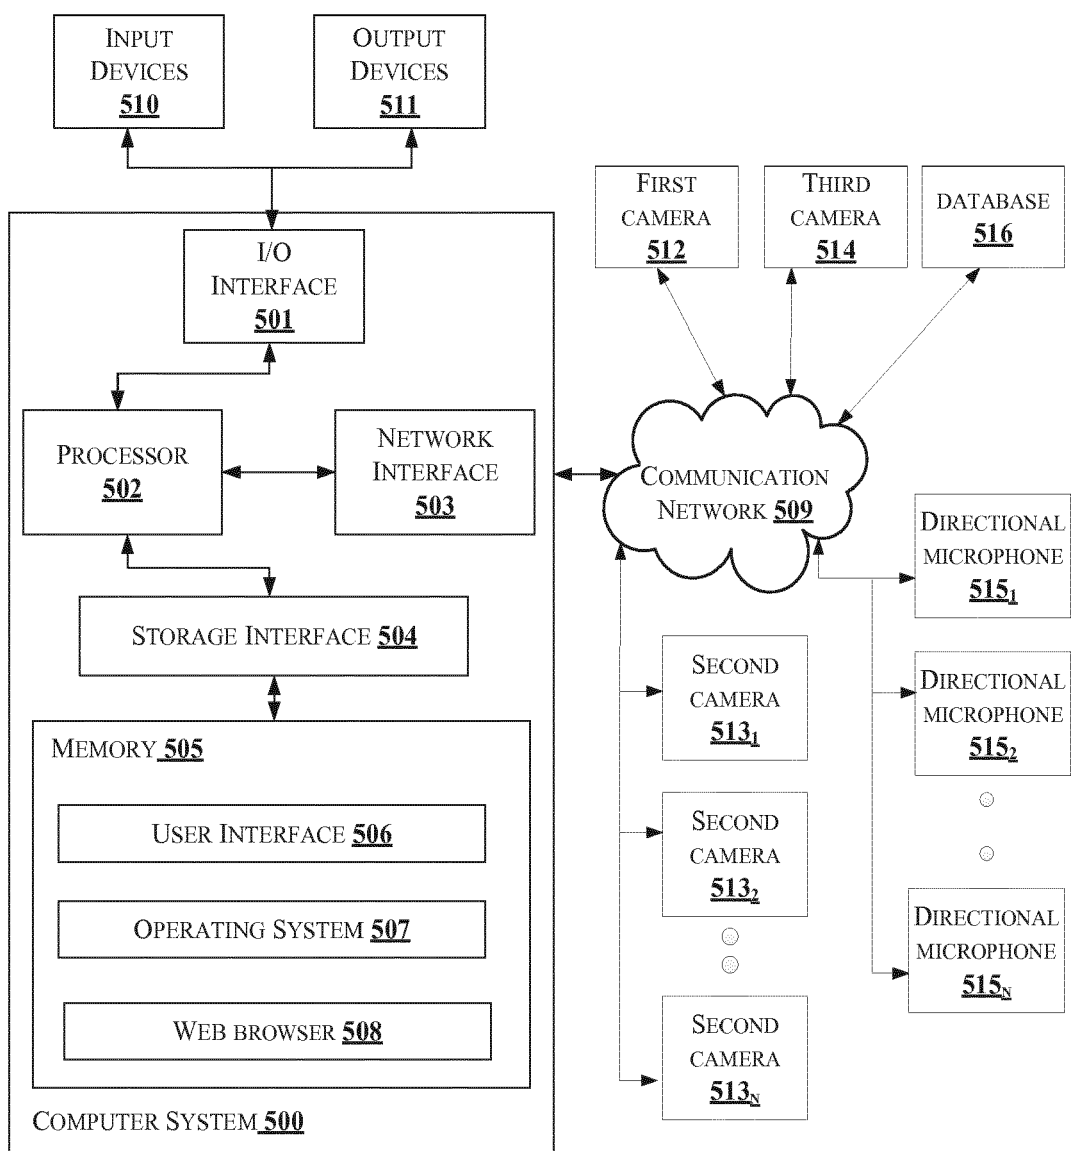 INPUT
DEVICES
510
OUTPUT
DEVICES
511
FIRST
CAMERA
512
THIRD
CAMERA
514
DATABASE
516
I/O
INTERFACE
501
PROCESSOR
502
NETWORK
INTERFACE
503
COMMUNICATION
NETWORK 509
DIRECTIONAL
MICROPHONE
515₁
STORAGE INTERFACE 504
SECOND
CAMERA
513₁
DIRECTIONAL
MICROPHONE
515₂
MEMORY 505
USER INTERFACE 506
SECOND
CAMERA
513₂
OPERATING SYSTEM 507
DIRECTIONAL
MICROPHONE
515N
WEB BROWSER 508
SECOND
CAMERA
513N
COMPUTER SYSTEM 500